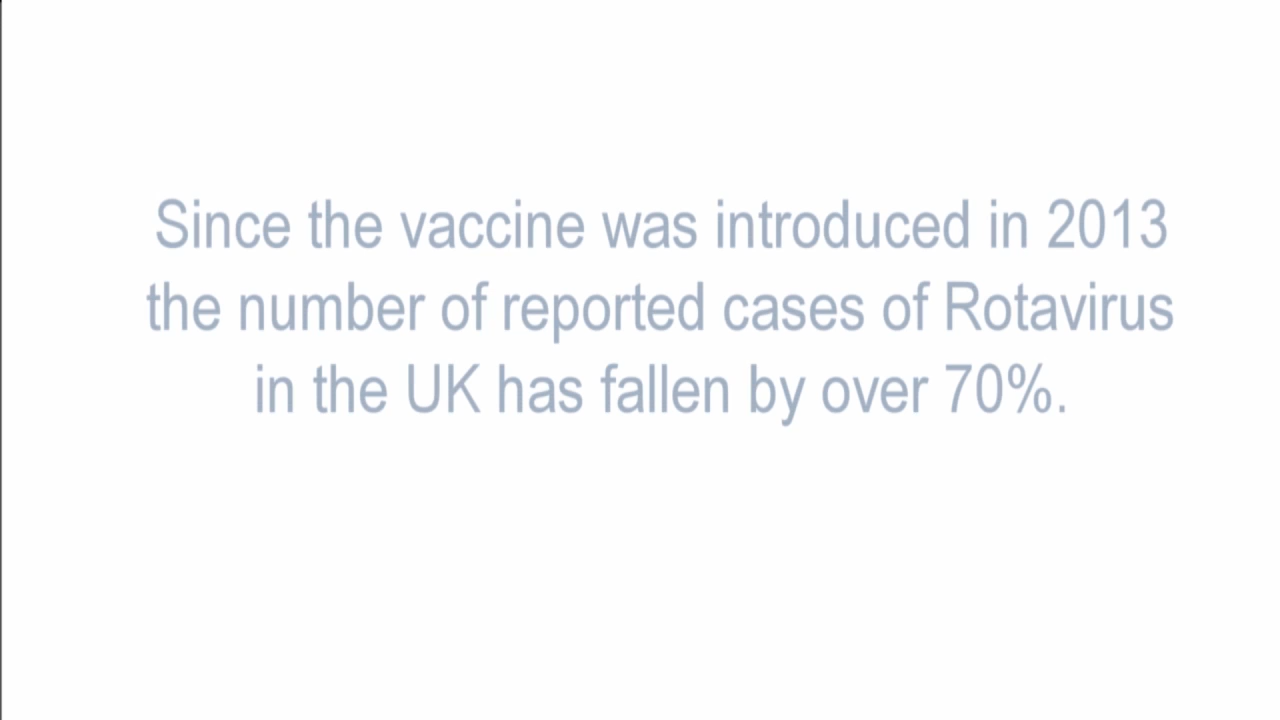 Since the vaccine was introduced in 2013
the number of reported cases of Rotavirus
in the UK has fallen by over 70%.